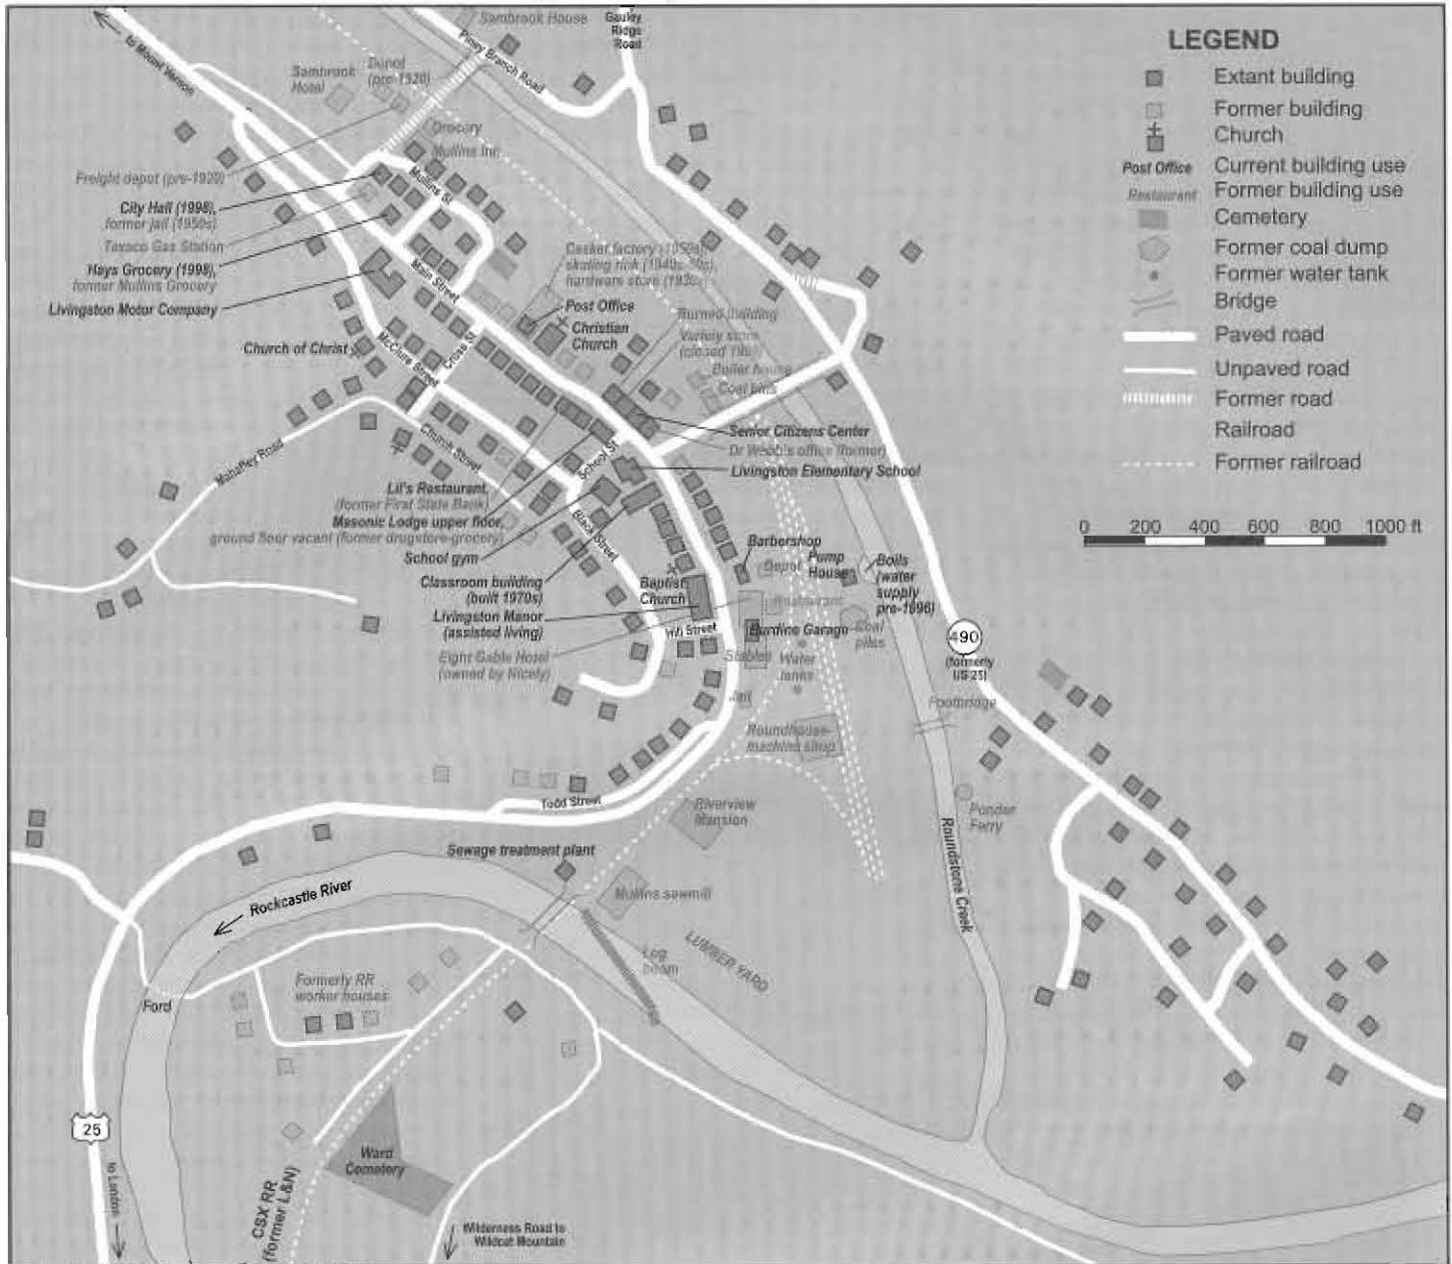 Sambrook House
Gauley
Ridge
Road
to Mount Vernon
Piney Branch Road
Sambrook
Hotel
Depot
(pre-1920)
Grocery
Mullins Inn
Freight depot (pre-1920)
Mullins St
City Hall (1998),
former jail (1950s)
Texaco Gas Station
Hays Grocery (1998),
former Mullins Grocery
Livingston Motor Company
Main Street
Casket factory (1950s),
skating rink (1940s-50s),
hardware store (1930s)
Post Office
Christian
Church
Burned building
Variety store
Boiler house
Coal bins
Church of Christ
McClure Street
Cross St
Mahaffey Road
Church Street
School St
Senior Citizens Center
Dr Webb's office (former)
Livingston Elementary School
Lil's Restaurant,
(former First State Bank)
Masonic Lodge upper floor,
ground floor vacant (former drugstore-grocery)
School gym
Black Street
Classroom building
(built 1970s)
Livingston Manor
(assisted living)
Eight Gable Hotel
(owned by Nicely)
Baptist
Church
Inn Street
Barbershop
Depot
Pump
House
Boils
(water
supply
pre-1996)
Restaurant
Burdine Garage
Coal
piles
Stables
Water
tanks
Jail
Roundhouse-
machine shop
490
(formerly
US 25)
Footbridge
Todd Street
Riverview
Mansion
Ponder
Ferry
Roundstone Creek
Sewage treatment plant
Rockcastle River
Mullins sawmill
Log
boom
LUMBER YARD
Ford
Formerly RR
worker houses
25
to London
Ward
Cemetery
CSX RR
(former L&N)
Wilderness Road to
Wildcat Mountain
LEGEND
Extant building
Former building
Church
Post Office Current building use
Restaurant Former building use
Cemetery
Former coal dump
Former water tank
Bridge
Paved road
Unpaved road
Former road
Railroad
Former railroad
0 200 400 600 800 1000 ft